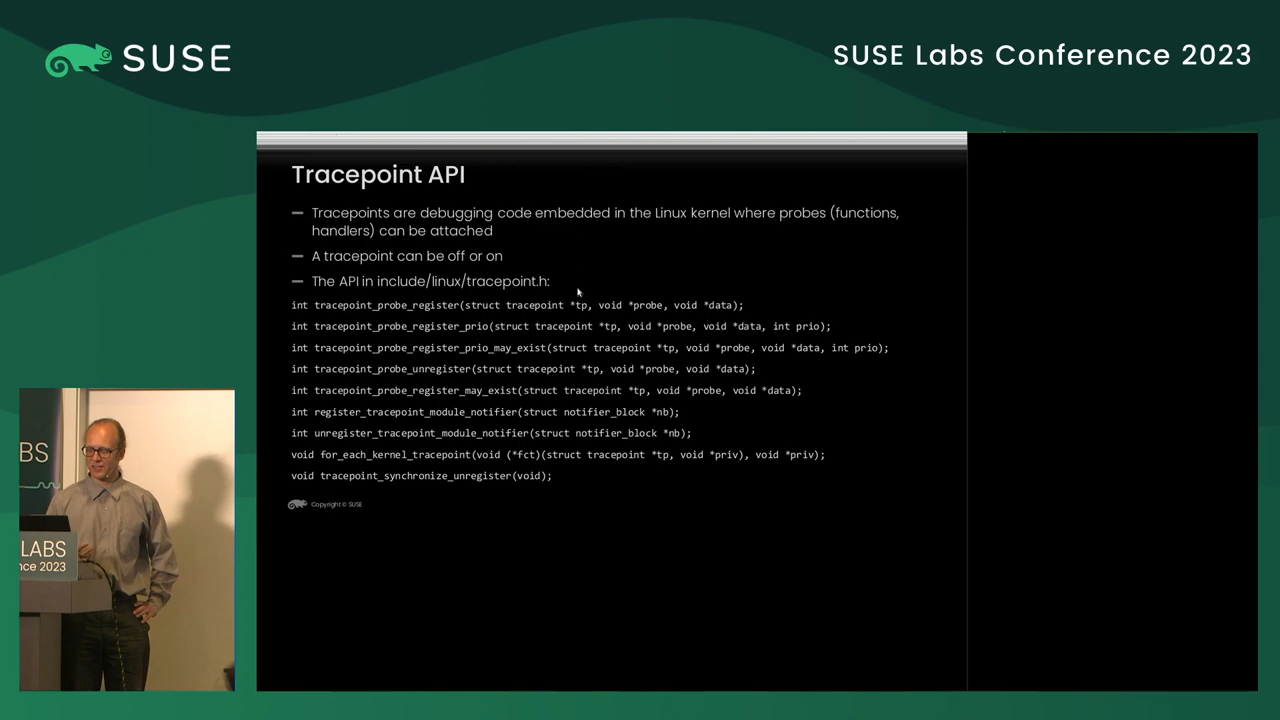 SUSE
SUSE Labs Conference 2023
Tracepoint API
— Tracepoints are debugging code embedded in the Linux kernel where probes (functions,
handlers) can be attached
— A tracepoint can be off or on
— The API in include/linux/tracepoint.h:
int tracepoint_probe_register(struct tracepoint *tp, void *probe, void *data);
int tracepoint_probe_register_prio(struct tracepoint *tp, void *probe, void *data, int prio);
int tracepoint_probe_register_prio_may_exist(struct tracepoint *tp, void *probe, void *data, int prio);
int tracepoint_probe_unregister(struct tracepoint *tp, void *probe, void *data);
int tracepoint_probe_register_may_exist(struct tracepoint *tp, void *probe, void *data);
int register_tracepoint_module_notifier(struct notifier_block *nb);
int unregister_tracepoint_module_notifier(struct notifier_block *nb);
void for_each_kernel_tracepoint(void (*fct)(struct tracepoint *tp, void *priv), void *priv);
void tracepoint_synchronize_unregister(void);
Copyright © SUSE
BS
LABS
nce 2023